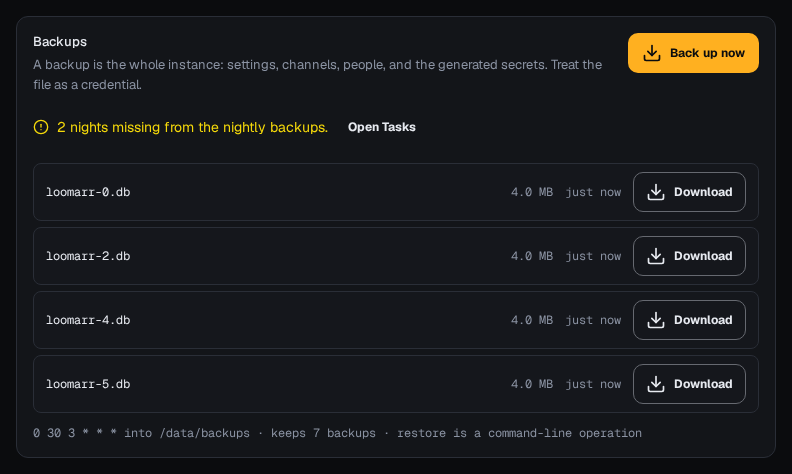 Backups
Back up now
A backup is the whole instance: settings, channels, people, and the generated secrets. Treat the
file as a credential.
2 nights missing from the nightly backups. Open Tasks
loomarr-0.db 4.0 MB just now Download
loomarr-2.db 4.0 MB just now Download
loomarr-4.db 4.0 MB just now Download
loomarr-5.db 4.0 MB just now Download
0 30 3 * * * into /data/backups · keeps 7 backups · restore is a command-line operation